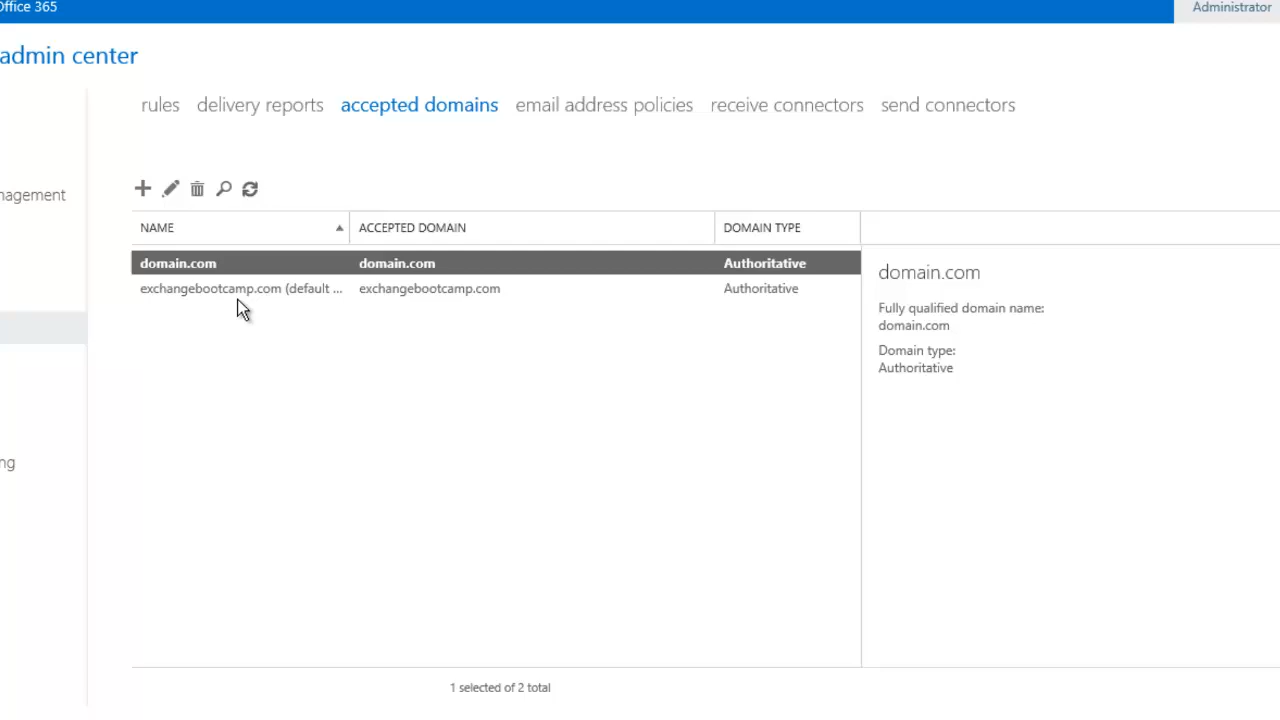 Office 365
Administrator
admin center
rules delivery reports accepted domains email address policies receive connectors send connectors
nagement
NAME ACCEPTED DOMAIN DOMAIN TYPE
domain.com domain.com Authoritative
exchangebootcamp.com (default ... exchangebootcamp.com Authoritative
domain.com
Fully qualified domain name:
domain.com
Domain type:
Authoritative
ng
1 selected of 2 total